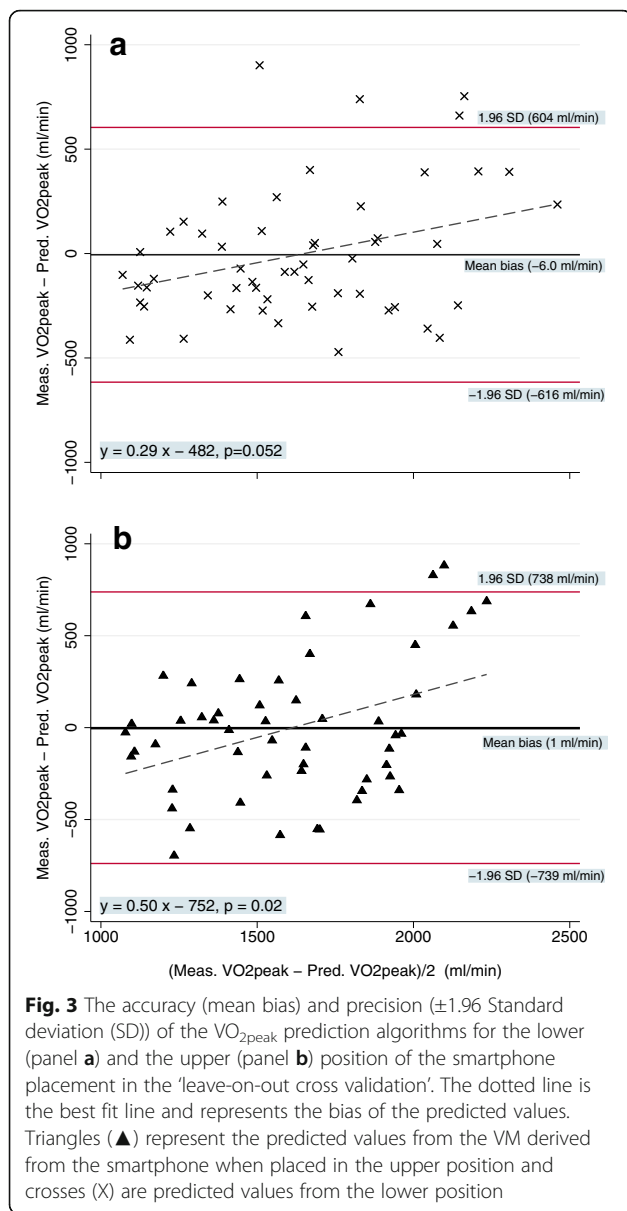 a
1000
500
0
−500
−1000
Meas. VO2peak − Pred. VO2peak (ml/min)
1.96 SD (604 ml/min)
Mean bias (−6.0 ml/min)
−1.96 SD (−616 ml/min)
y = 0.29 x − 482, p=0.052
b
1000
500
0
−500
−1000
Meas. VO2peak − Pred. VO2peak (ml/min)
1.96 SD (738 ml/min)
Mean bias (1 ml/min)
−1.96 SD (−739 ml/min)
y = 0.50 x − 752, p = 0.02
1000 1500 2000 2500
(Meas. VO2peak − Pred. VO2peak)/2 (ml/min)
Fig. 3 The accuracy (mean bias) and precision (±1.96 Standard
deviation (SD)) of the VO2peak prediction algorithms for the lower
(panel a) and the upper (panel b) position of the smartphone
placement in the ‘leave-on-out cross validation’. The dotted line is
the best fit line and represents the bias of the predicted values.
Triangles (▲) represent the predicted values from the VM derived
from the smartphone when placed in the upper position and
crosses (X) are predicted values from the lower position